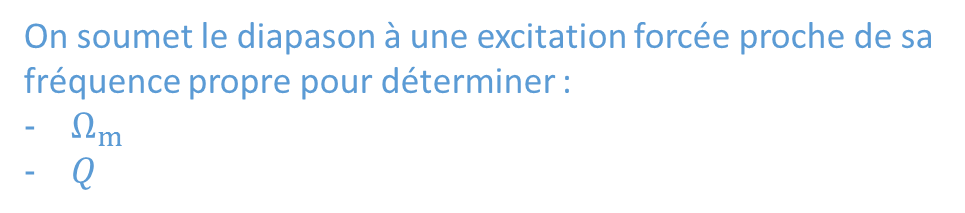 On soumet le diapason à une excitation forcée proche de sa
fréquence propre pour déterminer :
- Ωm
- Q